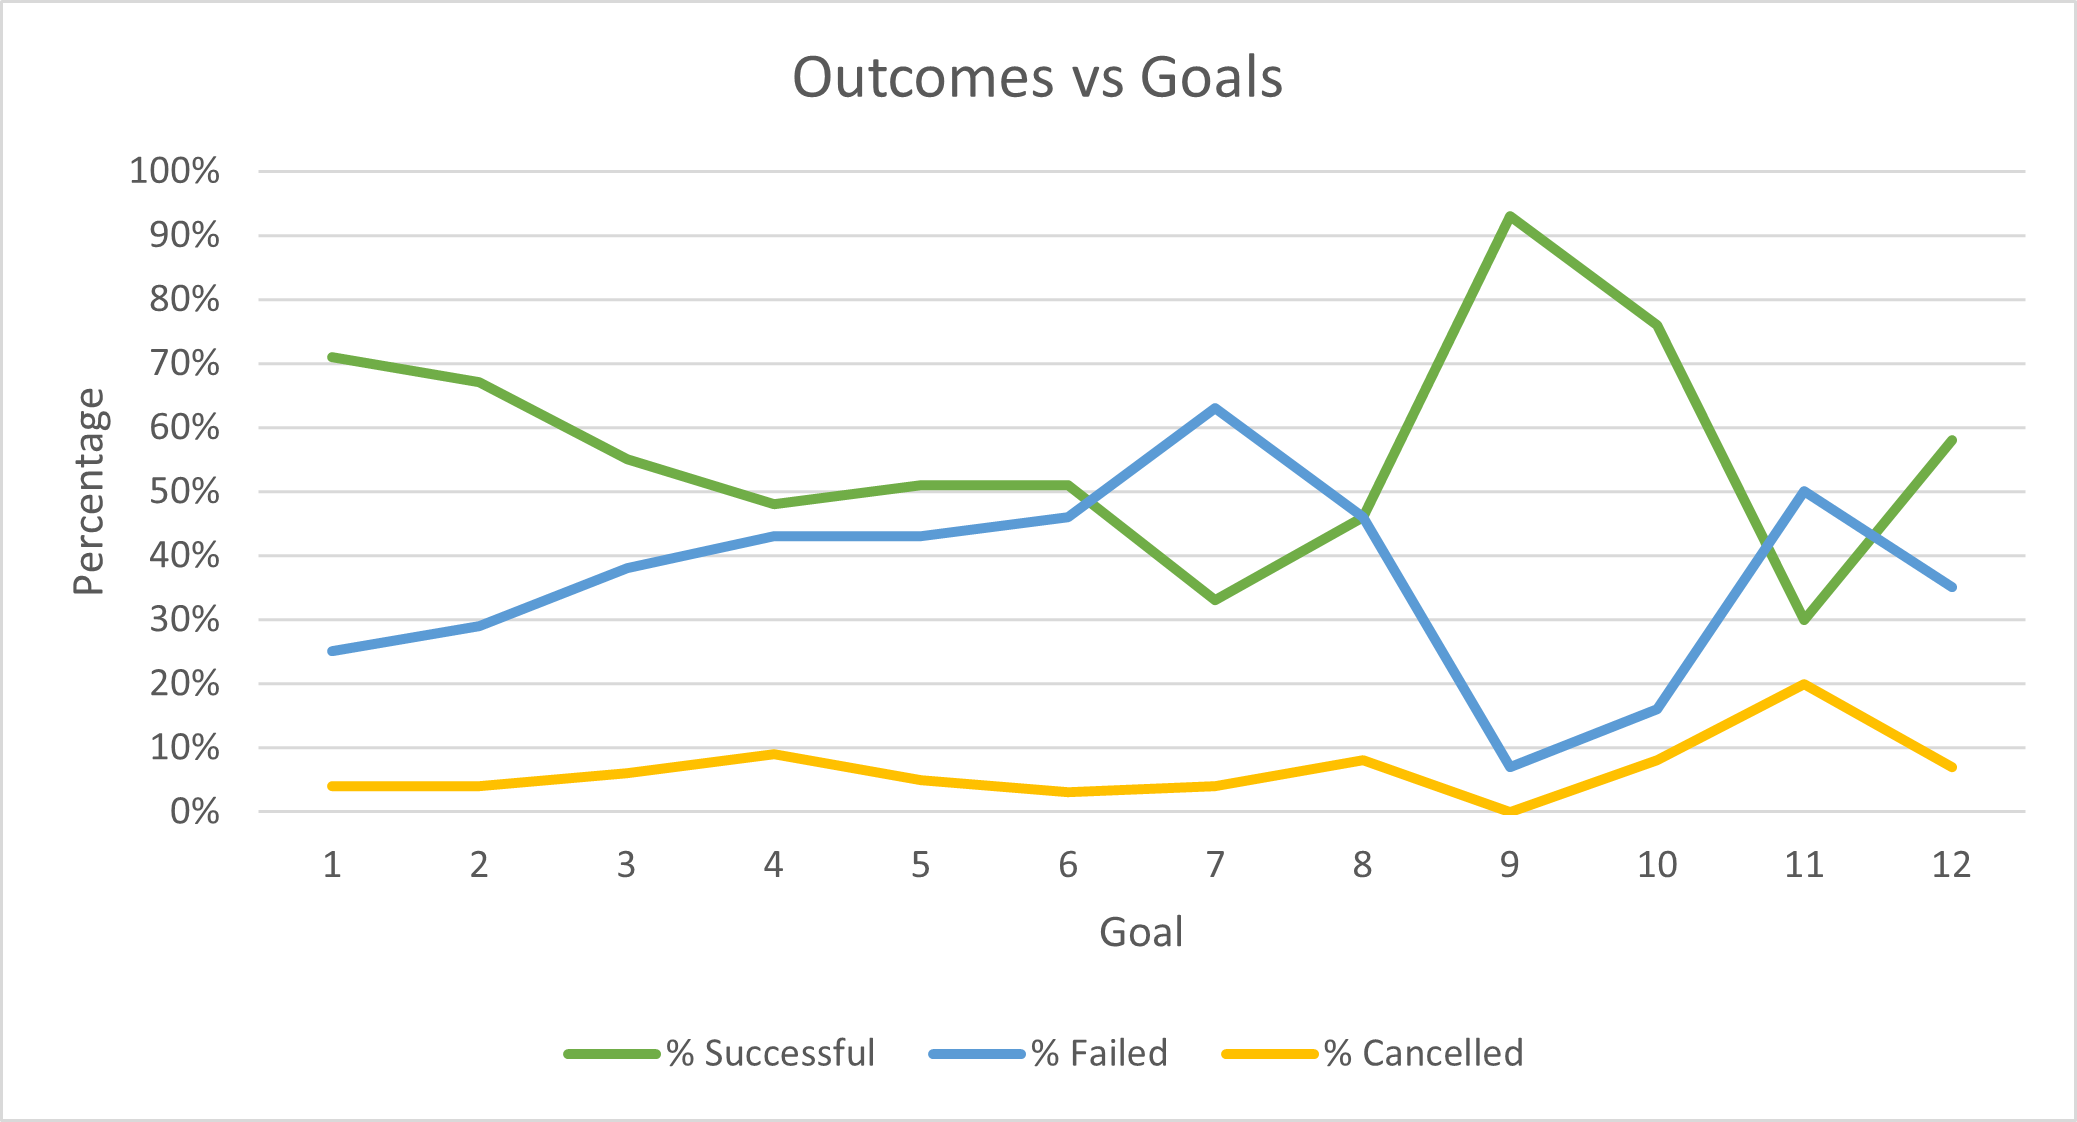 Outcomes vs Goals
100%
90%
80%
70%
60%
50%
40%
30%
20%
10%
0%
Percentage
1 2 3 4 5 6 7 8 9 10 11 12
Goal
% Successful % Failed % Cancelled